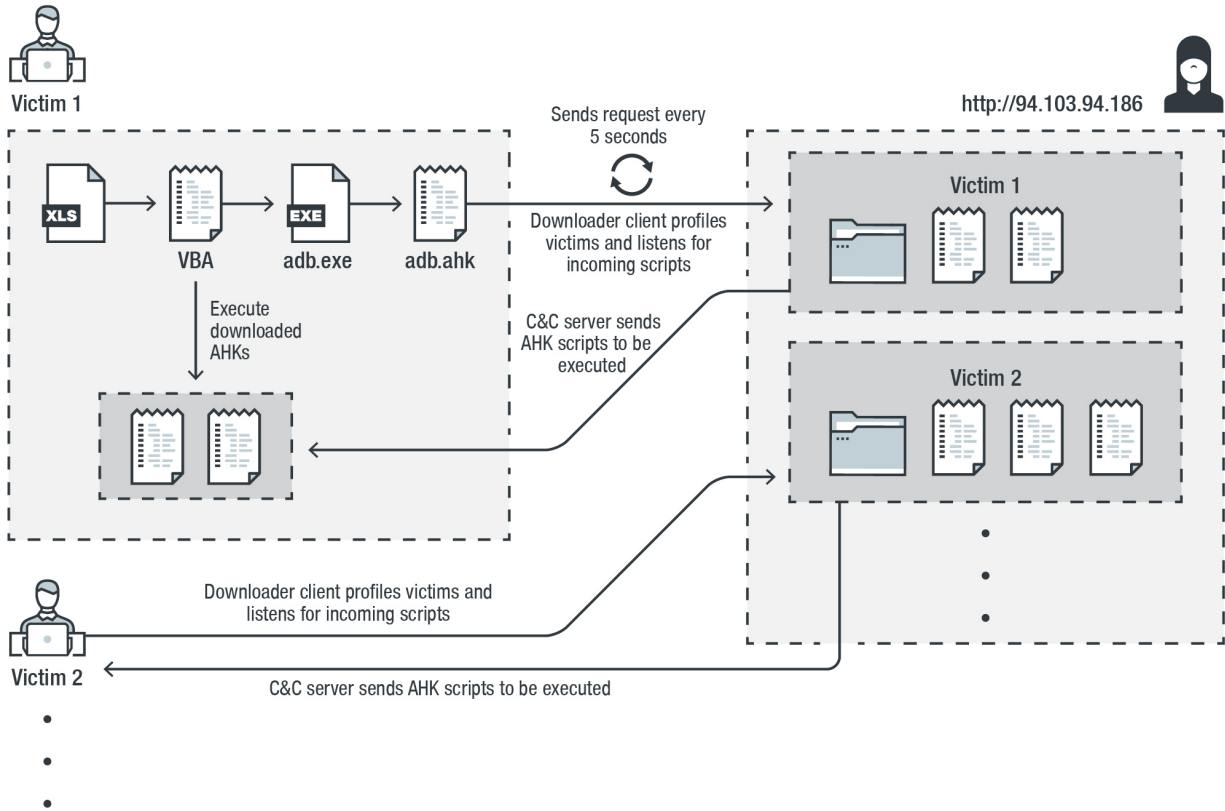 Victim 1
http://94.103.94.186
Sends request every
5 seconds
Downloader client profiles
victims and listens for
incoming scripts
XLS
VBA
EXE
adb.exe
adb.ahk
Execute
downloaded
AHKs
C&C server sends
AHK scripts to be
executed
Victim 1
Victim 2
Downloader client profiles victims and
listens for incoming scripts
Victim 2
C&C server sends AHK scripts to be executed